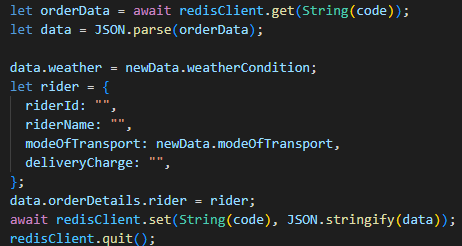 let orderData = await redisClient.get(String(code));
let data = JSON.parse(orderData);
data.weather = newData.weatherCondition;
let rider = {
riderId: "",
riderName: "",
modeOfTransport: newData.modeOfTransport,
deliveryCharge: "",
};
data.orderDetails.rider = rider;
await redisClient.set(String(code), JSON.stringify(data));
redisClient.quit();